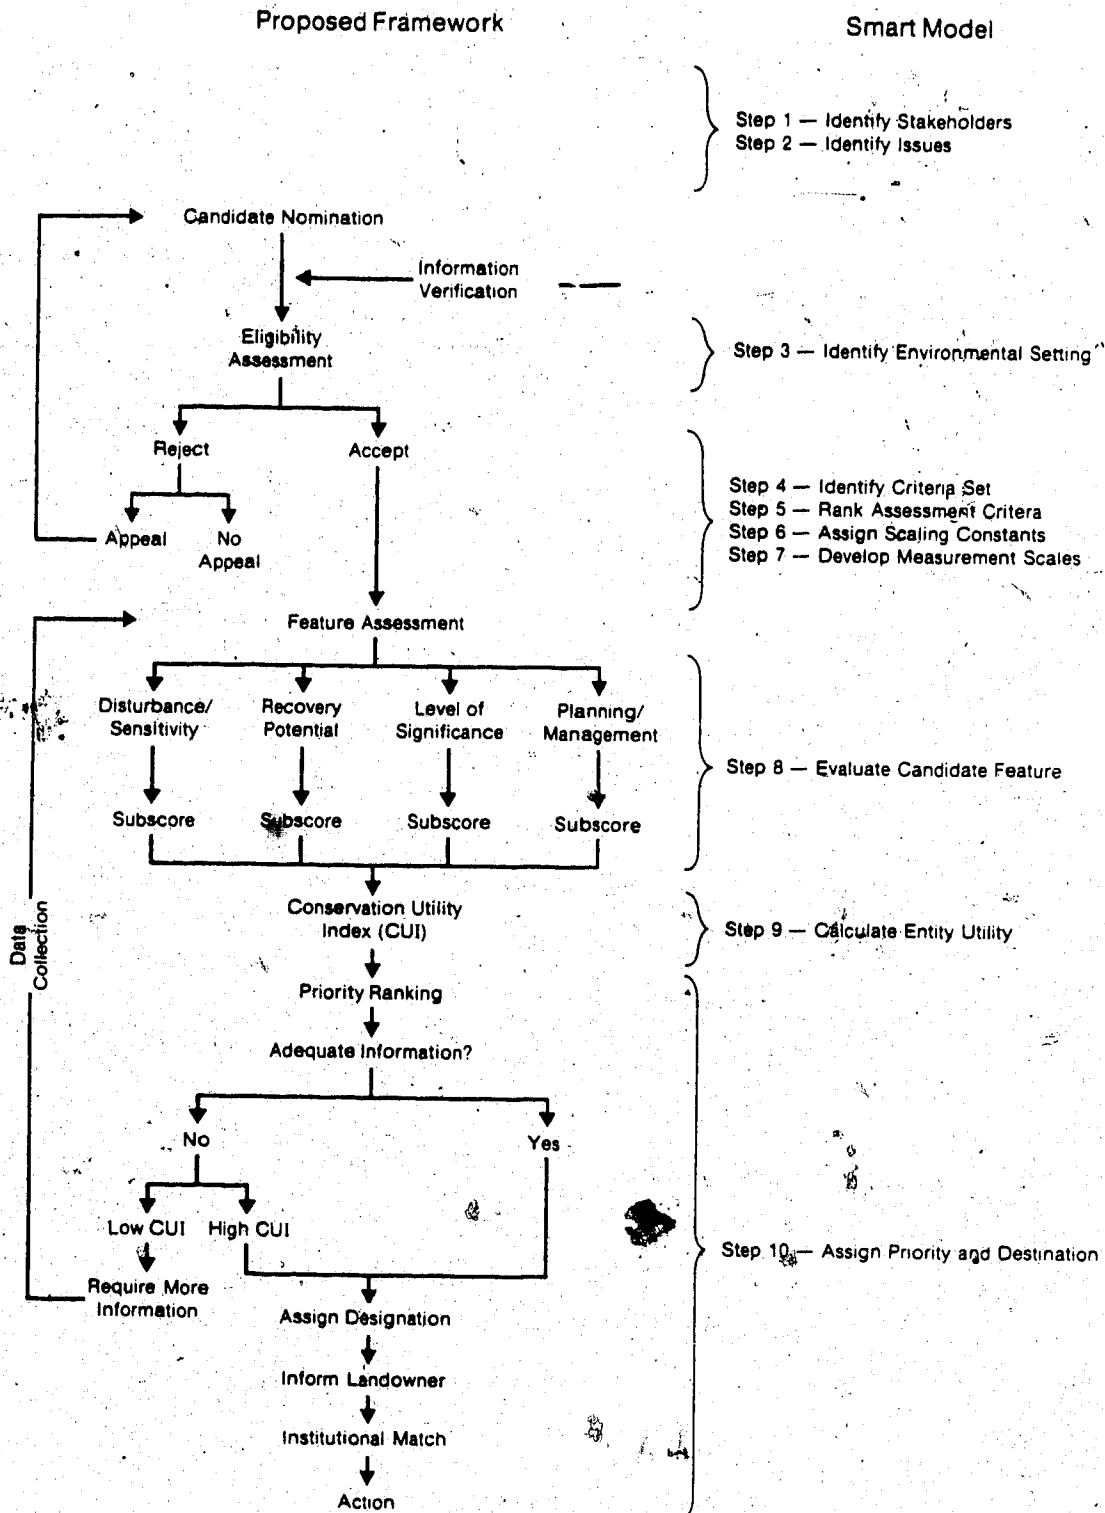 Proposed Framework
Smart Model
Step 1 — Identify Stakeholders
Step 2 — Identify Issues
Candidate Nomination
Information
Verification
Eligibility
Assessment
Step 3 — Identify Environmental Setting
Reject
Accept
Appeal
No
Appeal
Step 4 — Identify Criteria Set
Step 5 — Rank Assessment Critera
Step 6 — Assign Scaling Constants
Step 7 — Develop Measurement Scales
Feature Assessment
Disturbance/
Sensitivity
Recovery
Potential
Level of
Significance
Planning/
Management
Subscore
Subscore
Subscore
Subscore
Step 8 — Evaluate Candidate Feature
Conservation Utility
Index (CUI)
Step 9 — Calculate Entity Utility
Data
Collection
Priority Ranking
Adequate Information?
No
Yes
Low CUI
High CUI
Require More
Information
Step 10 — Assign Priority and Destination
Assign Designation
Inform Landowner
Institutional Match
Action